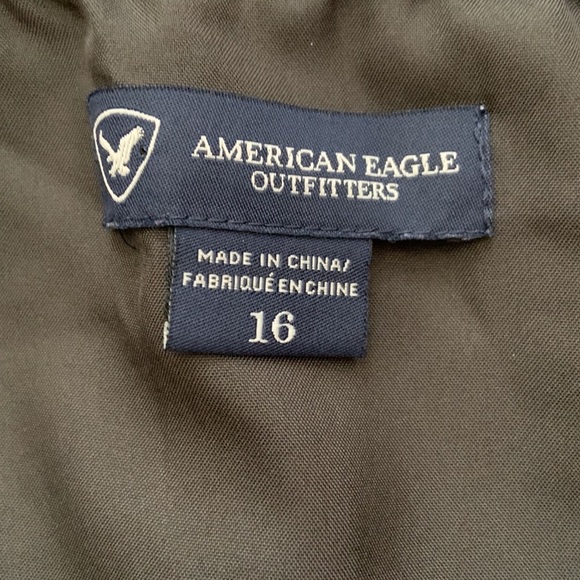 AMERICAN EAGLE
OUTFITTERS
MADE IN CHINA/
FABRIQUÉ EN CHINE
16